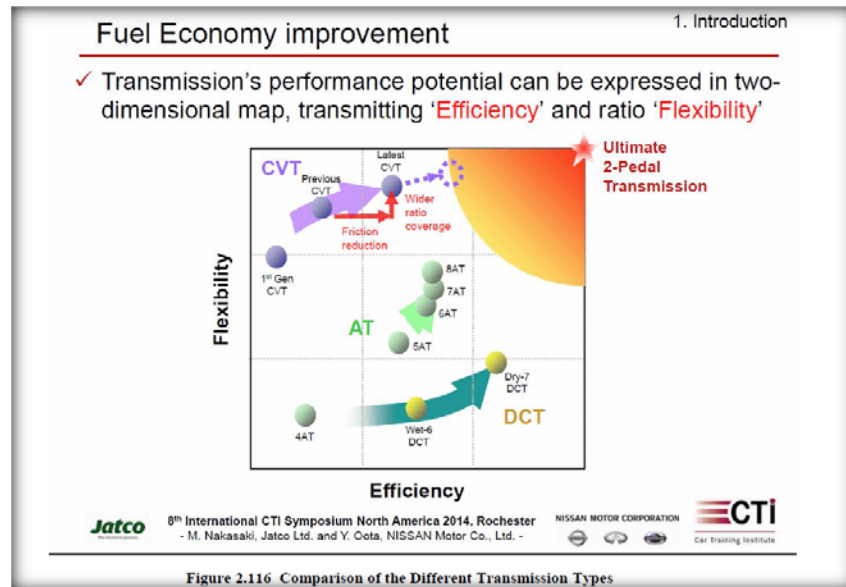 1. Introduction
Fuel Economy improvement
✓ Transmission's performance potential can be expressed in two-
dimensional map, transmitting 'Efficiency' and ratio 'Flexibility'
Ultimate
2-Pedal
Transmission
CVT
Previous
CVT
Latest
CVT
Wider
ratio
coverage
Friction
reduction
1st Gen
CVT
Flexibility
8AT
7AT
6AT
AT
5AT
Dry-7
DCT
DCT
4AT
Wet-6
DCT
Efficiency
Jatco
8th International CTI Symposium North America 2014, Rochester
- M. Nakasaki, Jatco Ltd. and Y. Oota, NISSAN Motor Co., Ltd. -
NISSAN MOTOR CORPORATION
CTi
Car Training Institute
Figure 2.116 Comparison of the Different Transmission Types